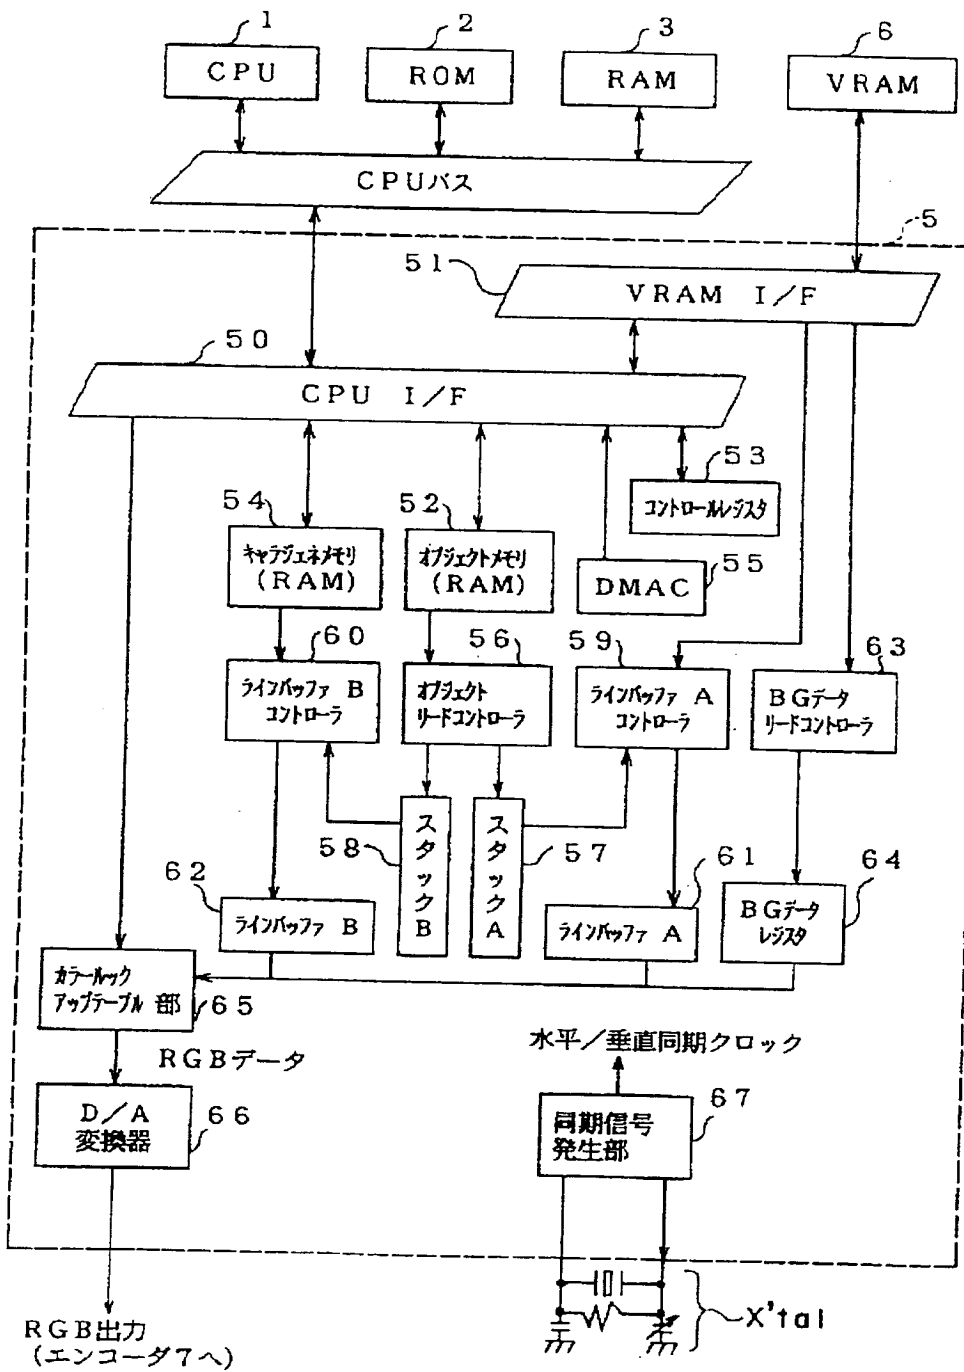 1
2
3
6
CPU
ROM
RAM
VRAM
CPUバス
5
51
VRAM I/F
50
CPU I/F
53
コントロールレジスタ
54
52
キャラジェネメモリ
(RAM)
オブジェクトメモリ
(RAM)
DMAC
55
60
56
59
63
ラインバッファ B
コントローラ
オブジェクト
リードコントローラ
ラインバッファ A
コントローラ
BGデータ
リードコントローラ
スタックB
58
スタックA
57
62
61
64
ラインバッファ B
ラインバッファ A
BGデータ
レジスタ
カラールック
アップテーブル部
65
RGBデータ
水平/垂直同期クロック
D/A
変換器
66
同期信号
発生部
67
X'tal
RGB出力
(エンコーダ7へ)